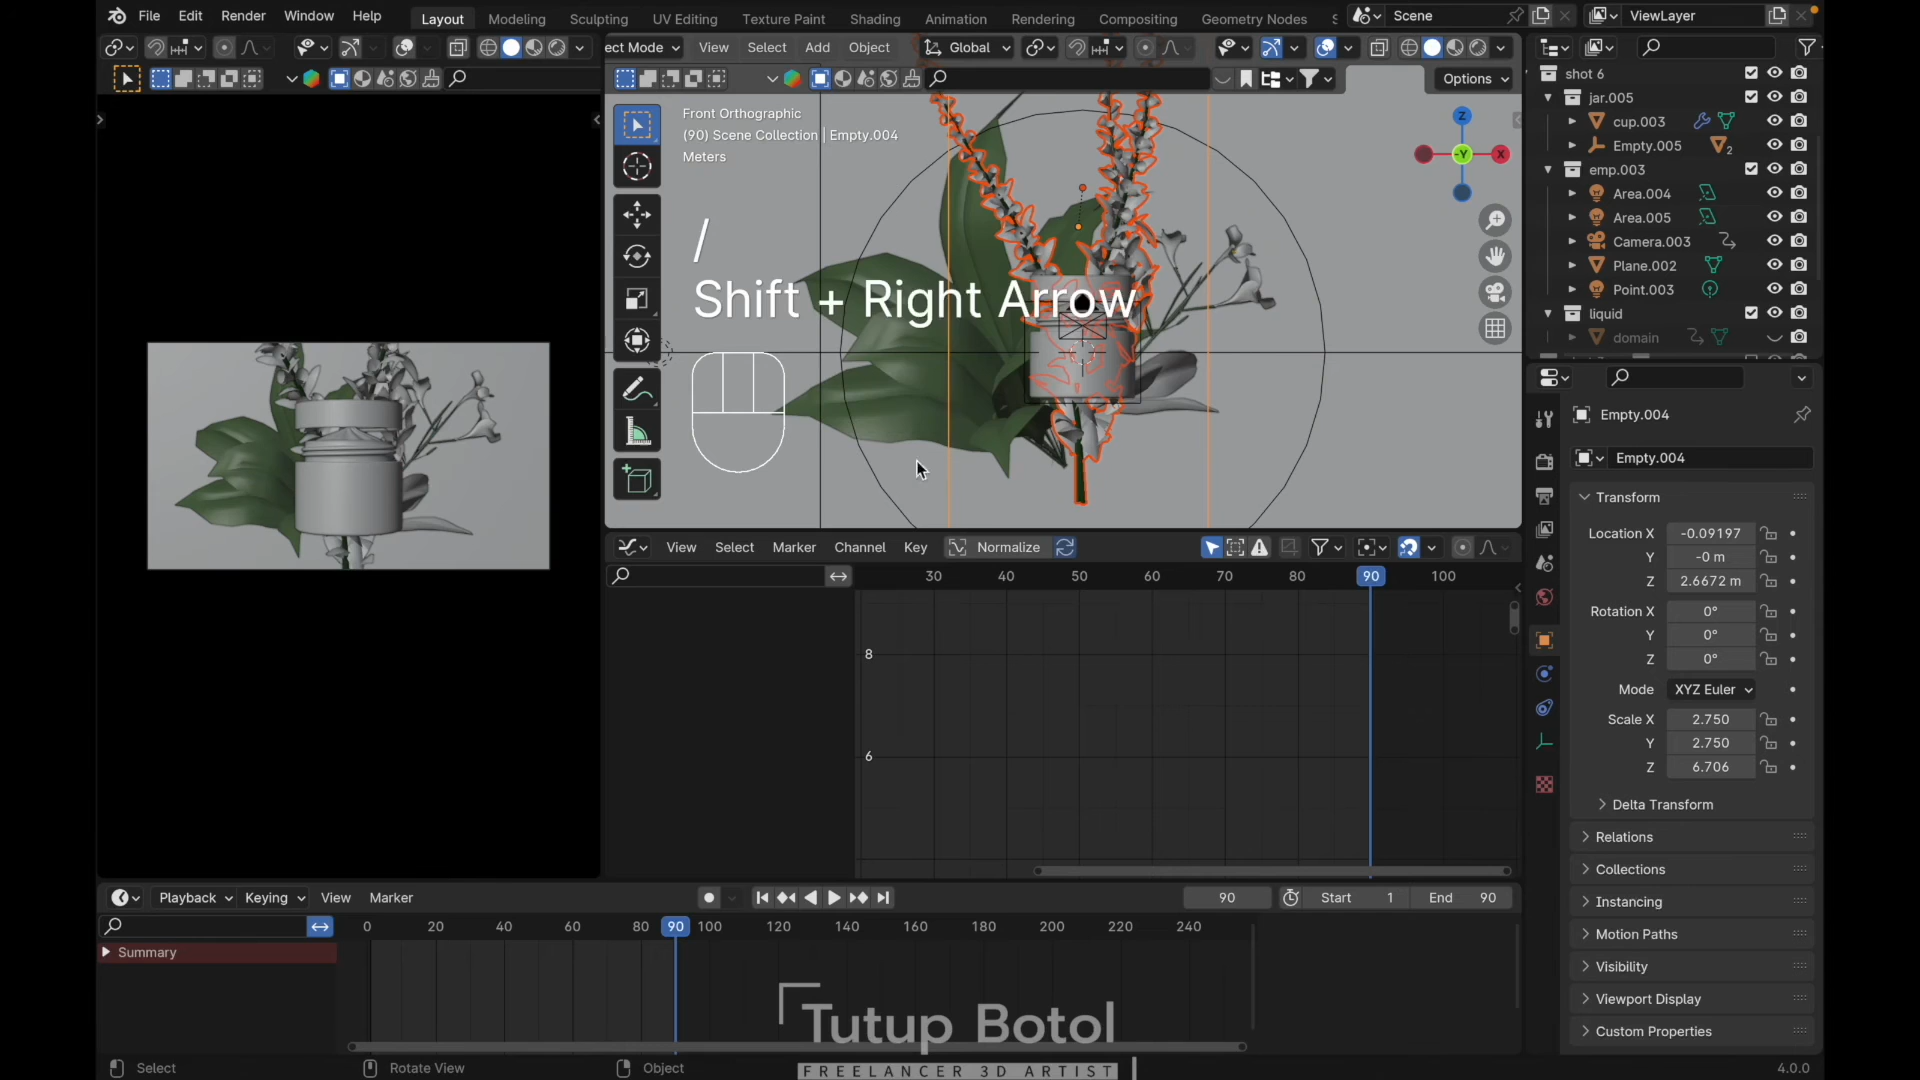 File Edit Render Window Help Layout Modeling Sculpting UV Editing Texture Paint Shading Animation Rendering Compositing Geometry Nodes S Scene ViewLayer
ect Mode View Select Add Object Global
Options
Front Orthographic
(90) Scene Collection | Empty.004
Meters
Z
-Y
X
/
Shift + Right Arrow
shot 6
jar.005
cup.003
Empty.005
2
emp.003
Area.004
Area.005
Camera.003
Plane.002
Point.003
liquid
domain
Empty.004
Empty.004
Transform
Location X -0.09197
Y -0 m
Z 2.6672 m
Rotation X 0°
Y 0°
Z 0°
Mode XYZ Euler
Scale X 2.750
Y 2.750
Z 6.706
Delta Transform
Relations
Collections
Instancing
Motion Paths
Visibility
Viewport Display
Custom Properties
View Select Marker Channel Key Normalize
30 40 50 60 70 80 90 100
8
6
Playback Keying View Marker 90 Start 1 End 90
0 20 40 60 80 90 100 120 140 160 180 200 220 240
Summary
Tutup Botol
FREELANCER 3D ARTIST
Select Rotate View Object 4.0.0